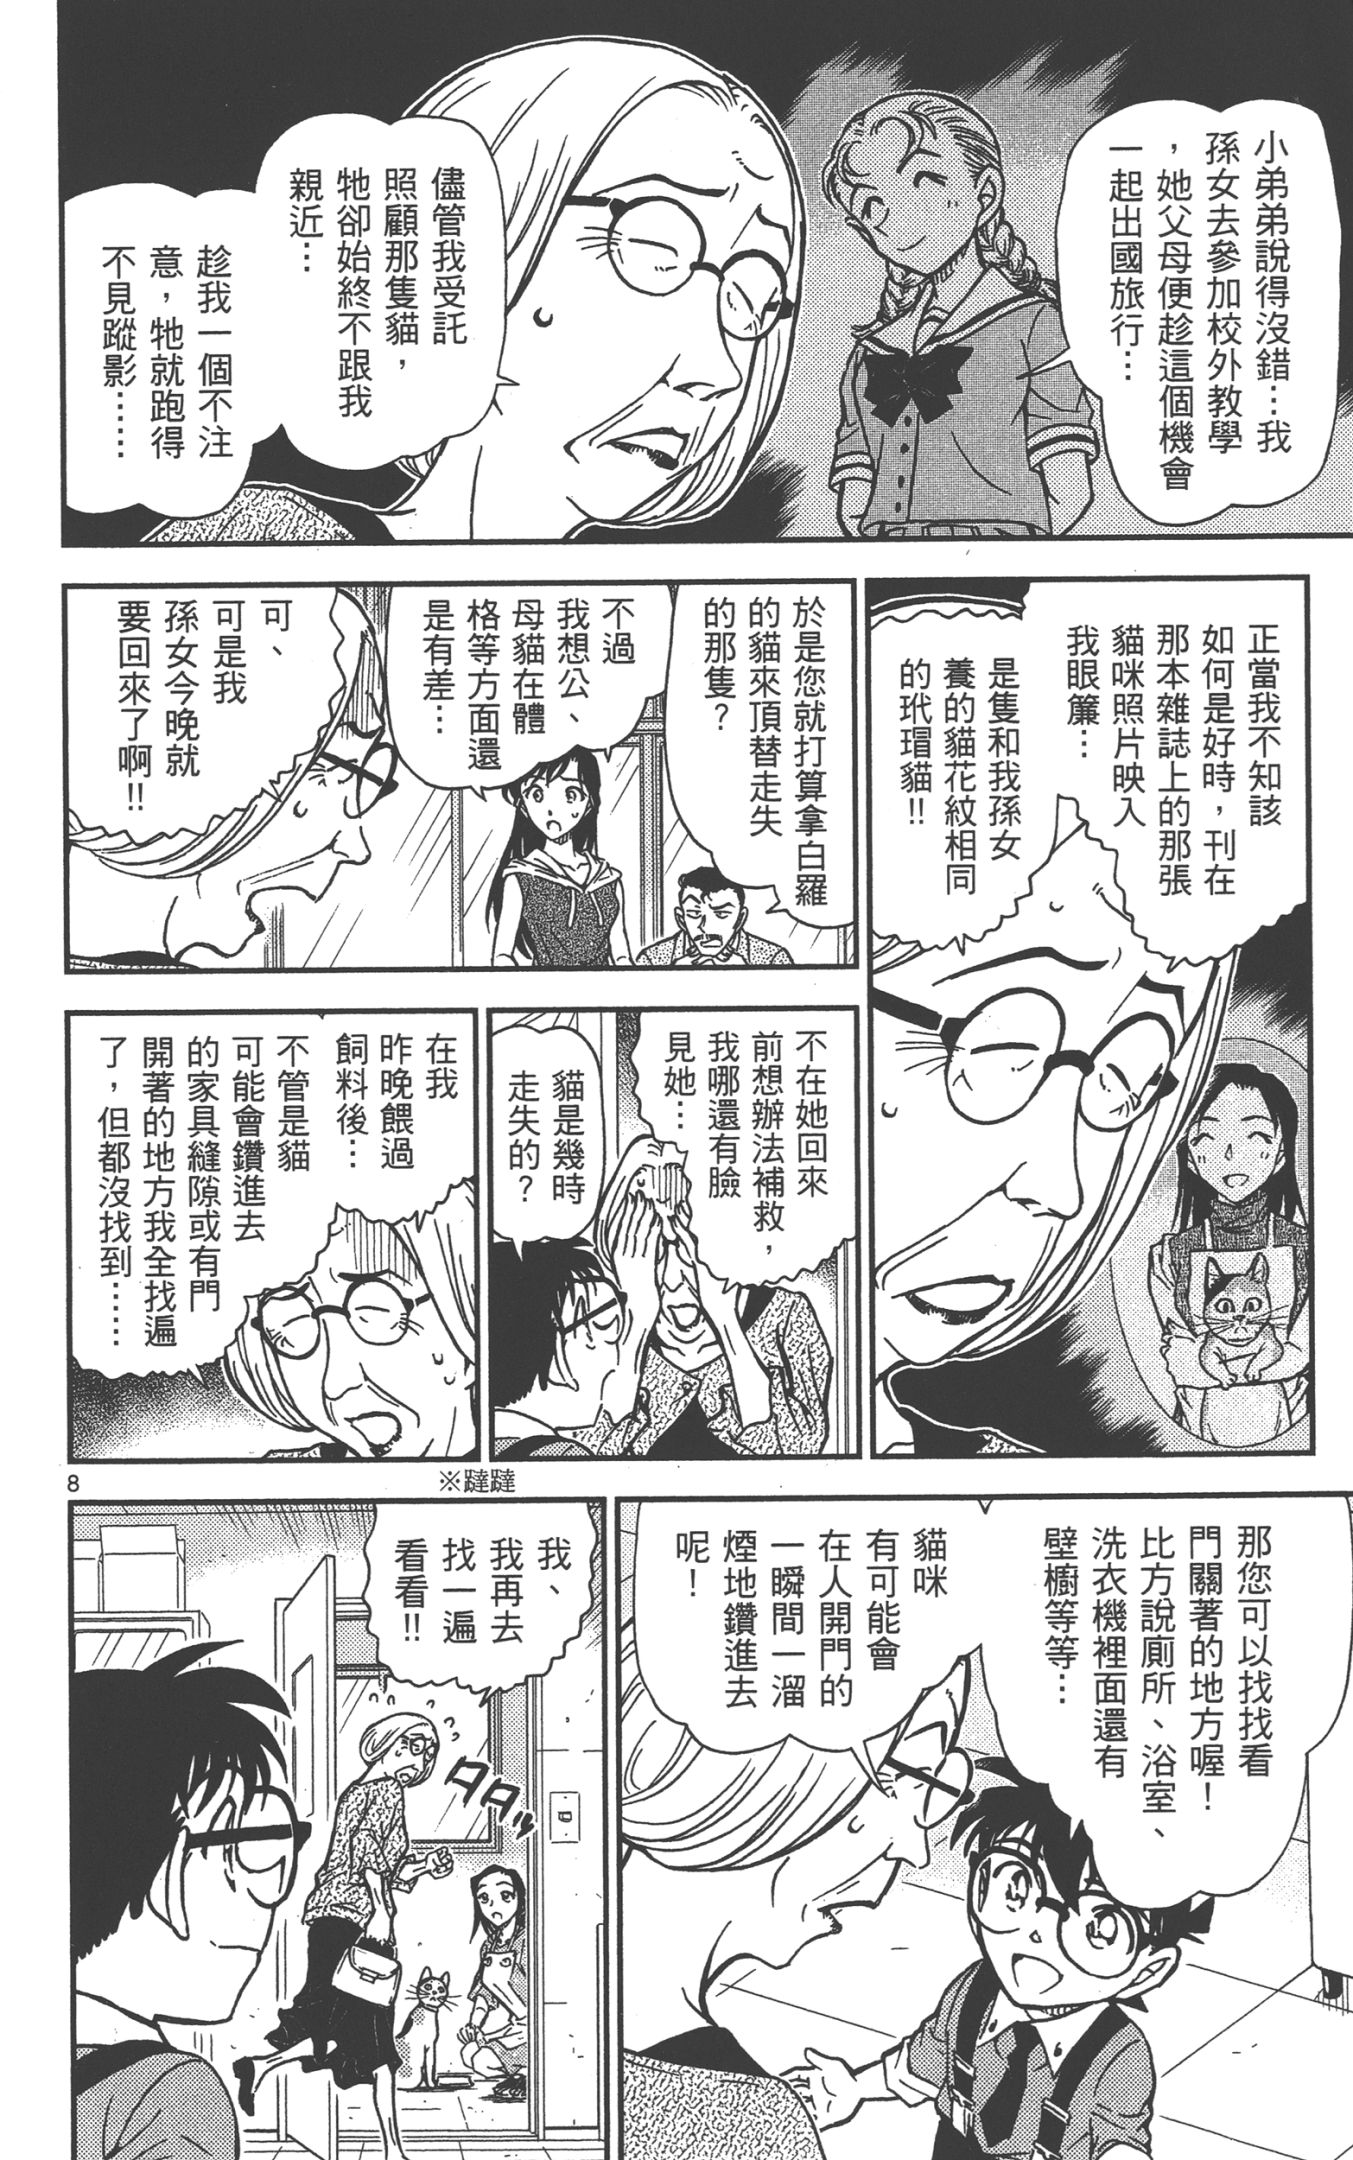 小弟弟說得沒錯…我
孫女去參加校外教學
，她父母便趁這個機會
一起出國旅行…
儘管我受託
照顧那隻貓，
牠卻始終不跟我
親近…
趁我一個不注
意，牠就跑得
不見蹤影……
正當我不知該
如何是好時，刊在
那本雜誌上的那張
貓咪照片映入
我眼簾…
是隻和我孫女
養的貓花紋相同
的玳瑁貓!!
於是您就打算拿白羅
的貓來頂替走失
的那隻？
不過
我想公、
母貓在體
格等方面還
是有差…
可、
可是我
孫女今晚就
要回來了啊!!
不在她回來
前想辦法補救，
我哪還有臉
見她…
貓是幾時
走失的？
在我
昨晚餵過
飼料後…
不管是貓
可能會鑽進去
的家具縫隙或有門
開著的地方我全找遍
了，但都沒找到……
8
※躂躂
那您可以找找看
門關著的地方喔！
比方說廁所、浴室、
洗衣機裡面還有
壁櫥等等…
貓咪
有可能會
在人開門的
一瞬間一溜
煙地鑽進去
呢！
我、
我再去
找一遍
看看!!
タタッ